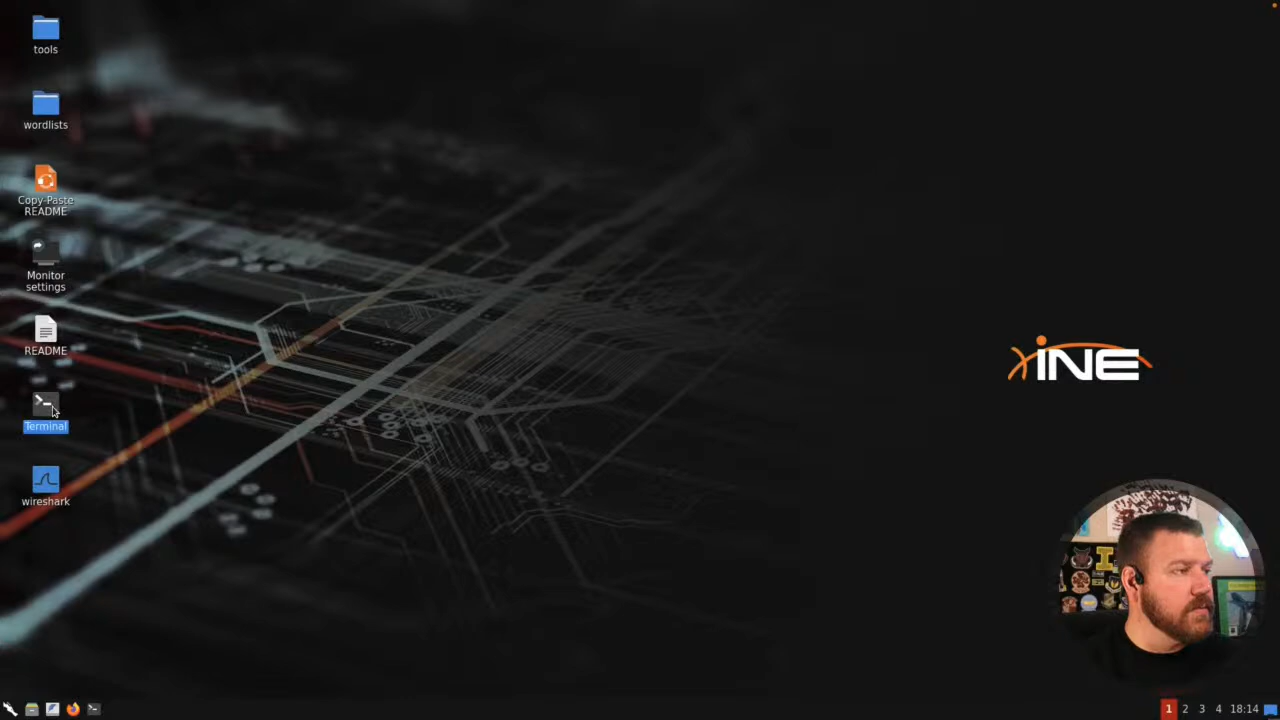 tools
wordlists
Copy-Paste
README
Monitor
settings
README
Terminal
wireshark
INE
1 2 3 4 18:14